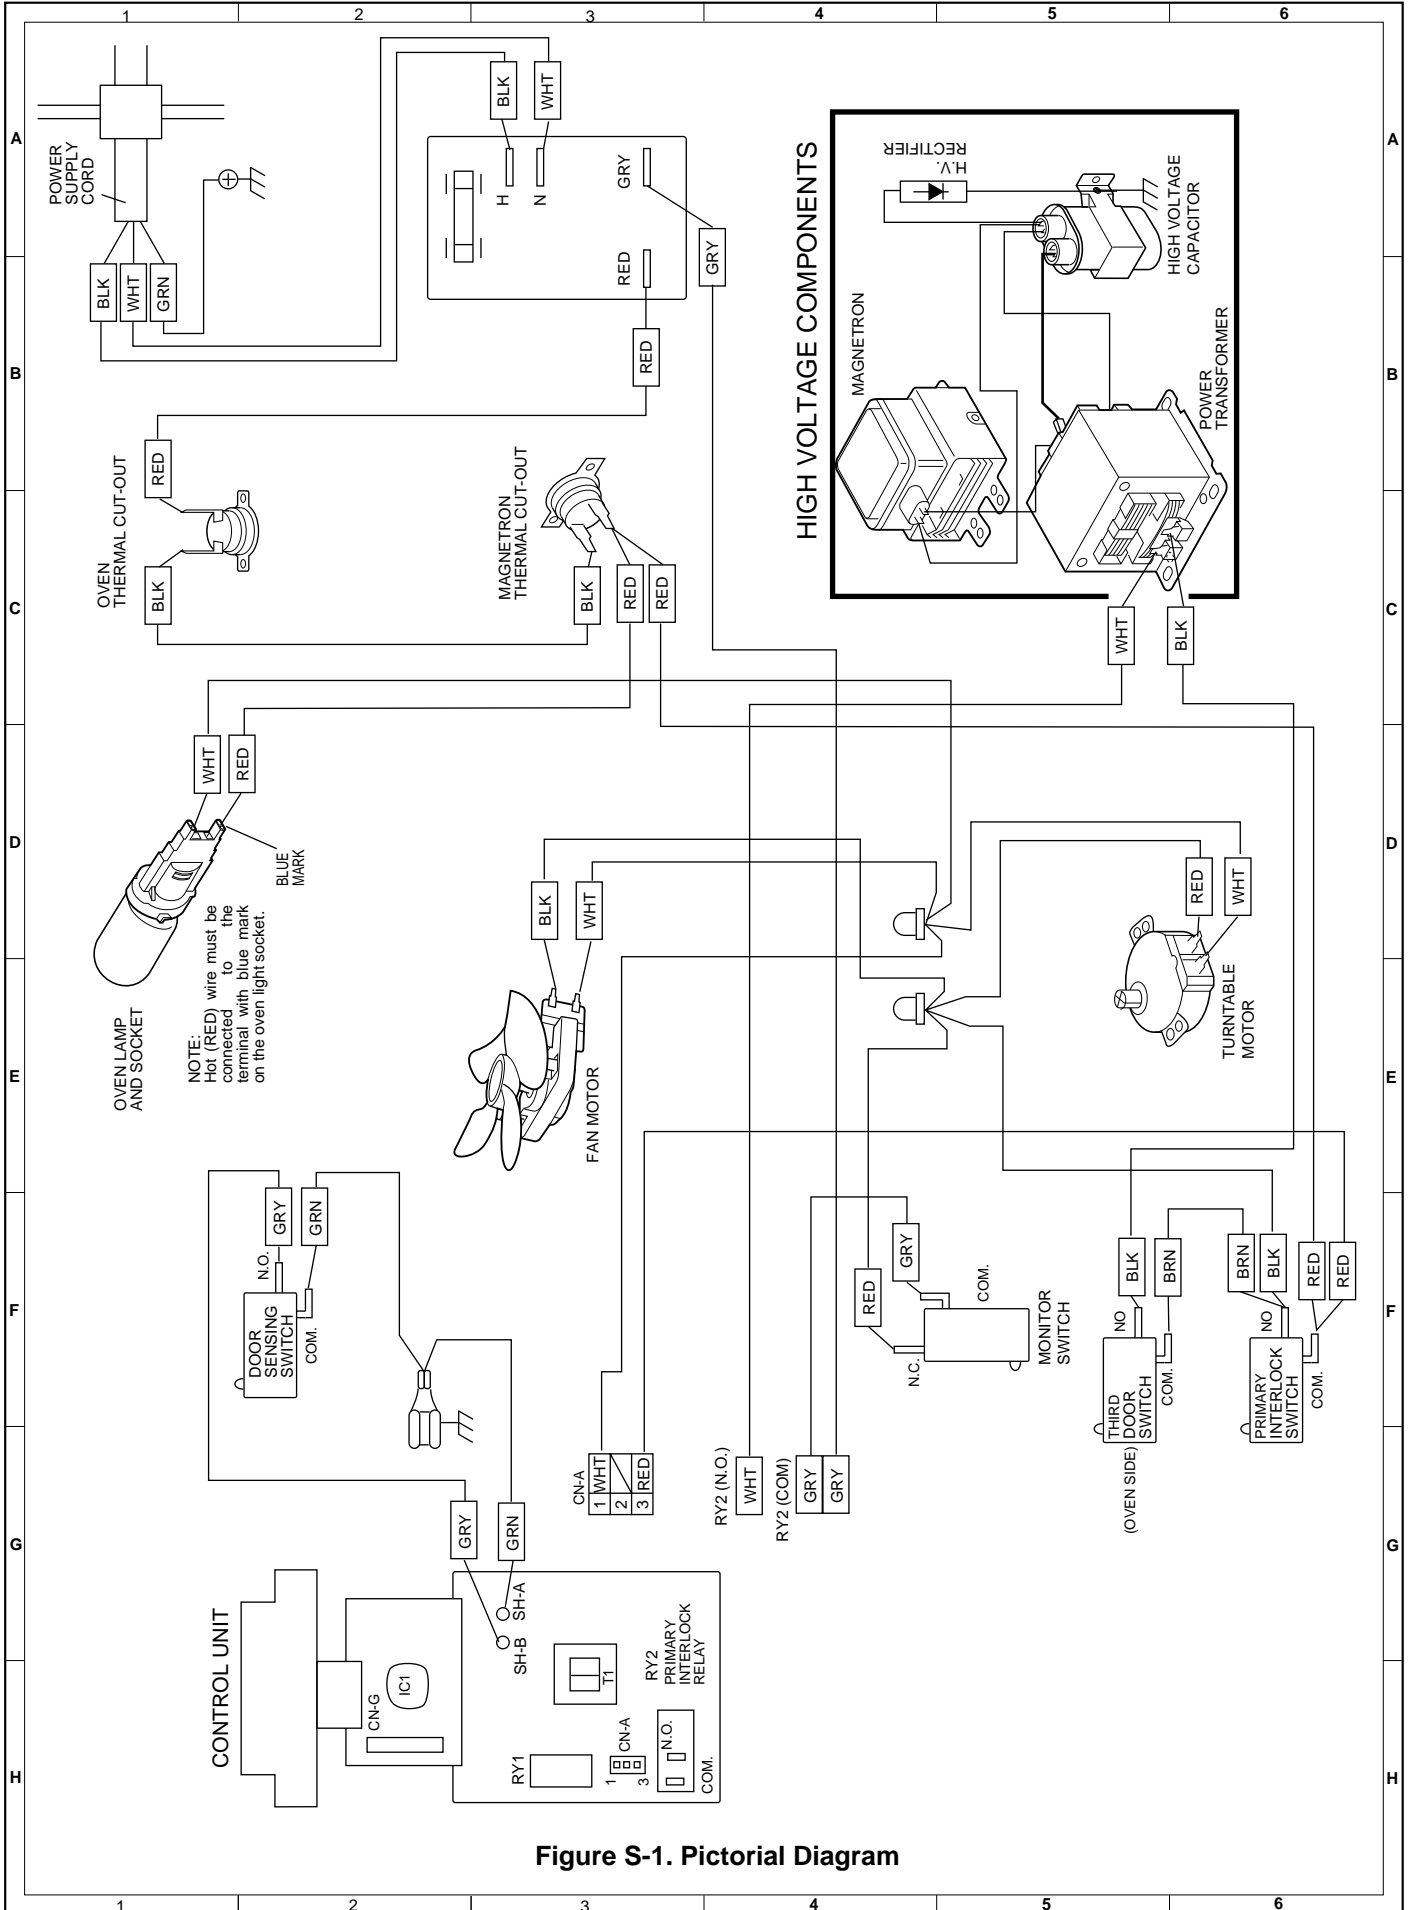 1 2 3 4 5 6
A
B
C
D
E
F
G
H
A
B
C
D
E
F
G
H
POWER
SUPPLY
CORD
BLK
WHT
GRN
BLK
WHT
H
N
GRY
RED
GRY
RED
HIGH VOLTAGE COMPONENTS
H.V.
RECTIFIER
HIGH VOLTAGE
CAPACITOR
MAGNETRON
POWER
TRANSFORMER
WHT
BLK
OVEN
THERMAL CUT-OUT
RED
BLK
MAGNETRON
THERMAL CUT-OUT
BLK
RED
RED
WHT
RED
BLUE
MARK
OVEN LAMP
AND SOCKET
NOTE:
Hot (RED) wire must be
connected to the
terminal with blue mark
on the oven light socket.
BLK
WHT
FAN MOTOR
RED
WHT
TURNTABLE
MOTOR
GRY
GRN
N.O.
DOOR
SENSING
SWITCH
COM.
RED
GRY
N.C.
COM.
MONITOR
SWITCH
BLK
BRN
NO
THIRD
DOOR
SWITCH
COM.
(OVEN SIDE)
BRN
BLK
RED
RED
NO
PRIMARY
INTERLOCK
SWITCH
COM.
GRY
GRN
CN-A
1 WHT
2
3 RED
RY2 (N.O.)
WHT
RY2 (COM)
GRY
GRY
CONTROL UNIT
CN-G
IC1
SH-A
SH-B
T1
RY2
PRIMARY
INTERLOCK
RELAY
RY1
CN-A
1
3
N.O.
COM.
Figure S-1. Pictorial Diagram
1 2 3 4 5 6